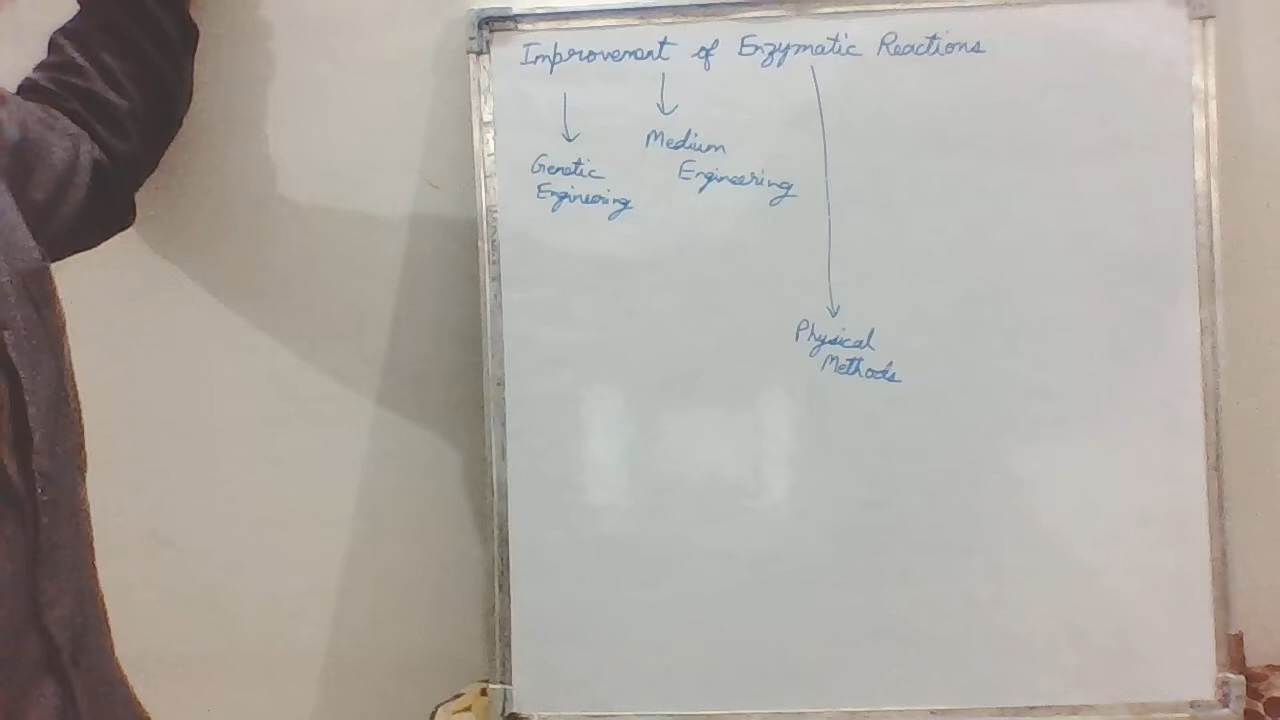 Improvement of Enzymatic Reactions
Genetic
Engineering
Medium
Engineering
Physical
Methods